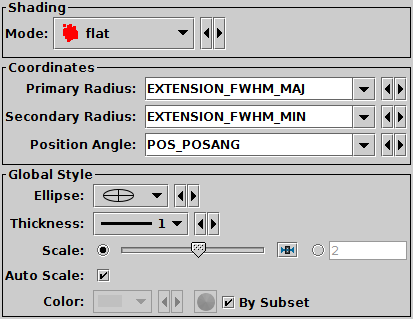 Shading
Mode: flat
Coordinates
Primary Radius: EXTENSION_FWHM_MAJ
Secondary Radius: EXTENSION_FWHM_MIN
Position Angle: POS_POSANG
Global Style
Ellipse:
Thickness: 1
Scale: 2
Auto Scale:
Color: By Subset